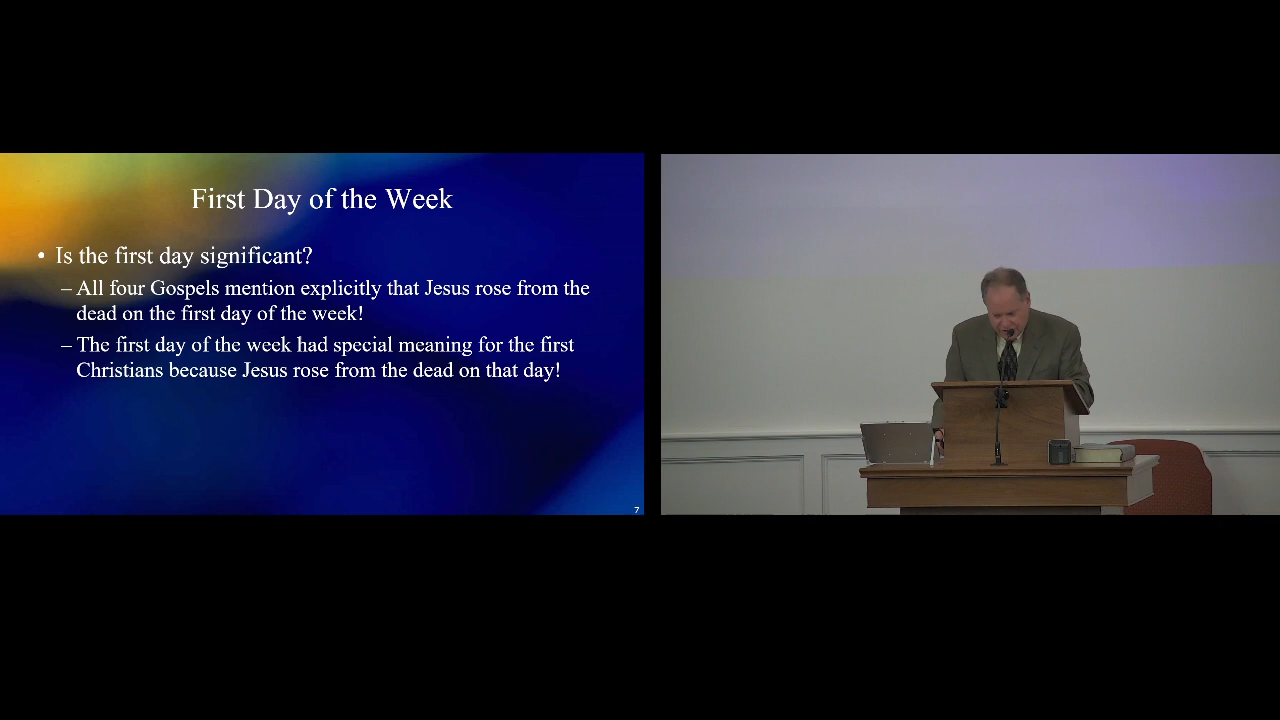 First Day of the Week
• Is the first day significant?
– All four Gospels mention explicitly that Jesus rose from the
dead on the first day of the week!
– The first day of the week had special meaning for the first
Christians because Jesus rose from the dead on that day!
7